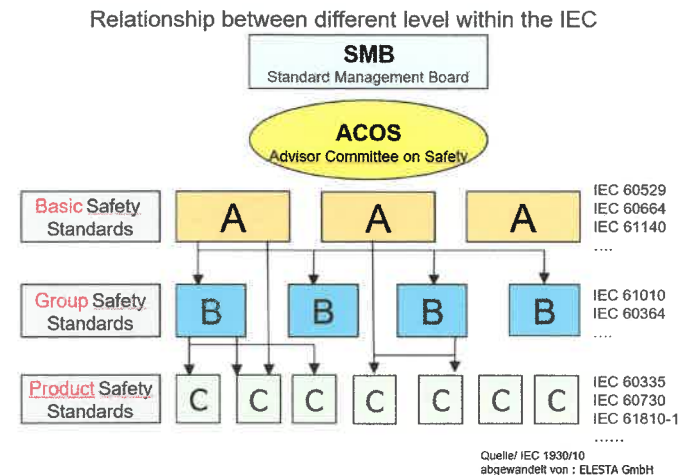 Relationship between different level within the IEC
SMB
Standard Management Board
ACOS
Advisor Committee on Safety
Basic Safety
Standards
A
A
A
IEC 60529
IEC 60664
IEC 61140
....
Group Safety
Standards
B
B
B
B
IEC 61010
IEC 60364
....
Product Safety
Standards
C
C
C
C
C
C
C
IEC 60335
IEC 60730
IEC 61810-1
......
Quelle/ IEC 1930/10
abgewandelt von : ELESTA GmbH